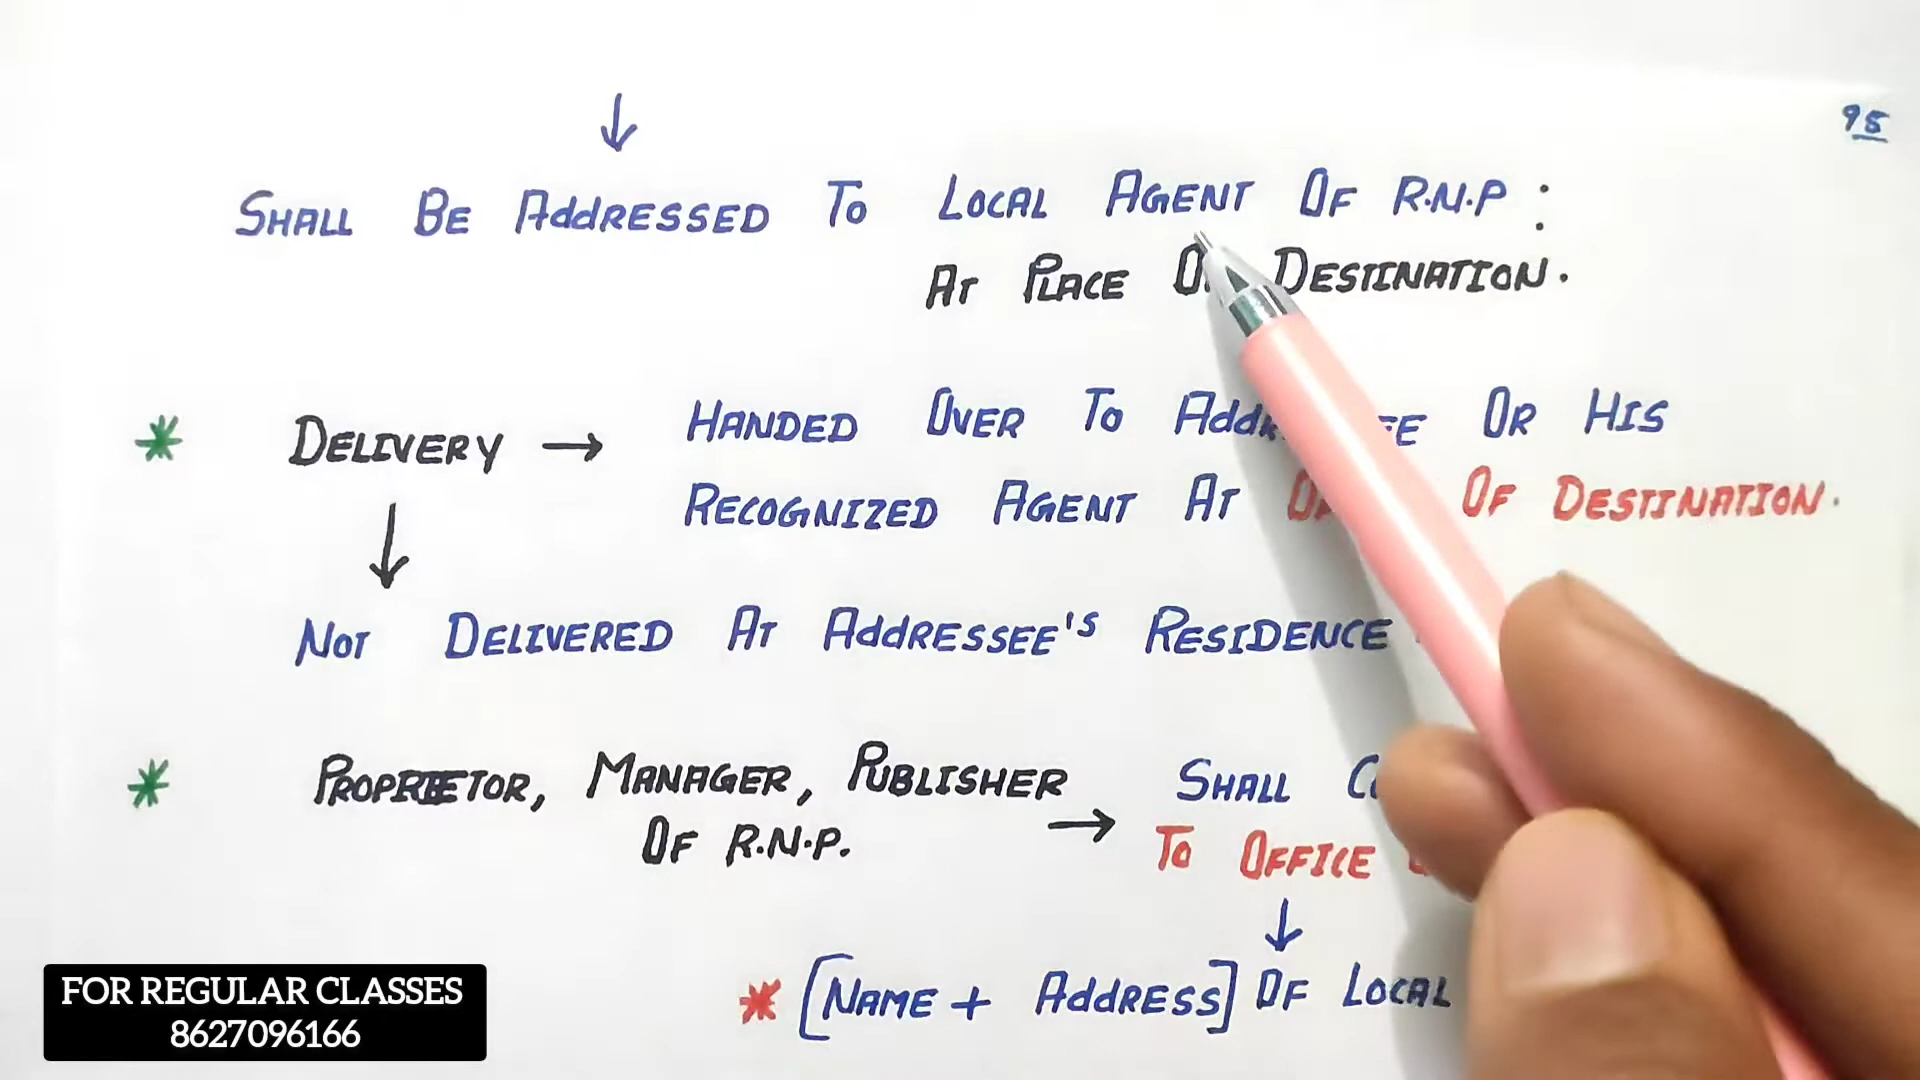 95
SHALL BE ADDRESSED TO LOCAL AGENT OF R.N.P :
AT PLACE DESTINATION.
* DELIVERY → HANDED OVER TO OR HIS
RECOGNIZED AGENT AT OF DESTINATION.
NOT DELIVERED AT ADDRESSEE'S RESIDENCE
* PROPRIETOR, MANAGER, PUBLISHER → SHALL
OF R.N.P. TO OFFICE
* [NAME + ADDRESS] OF LOCAL
FOR REGULAR CLASSES
8627096166